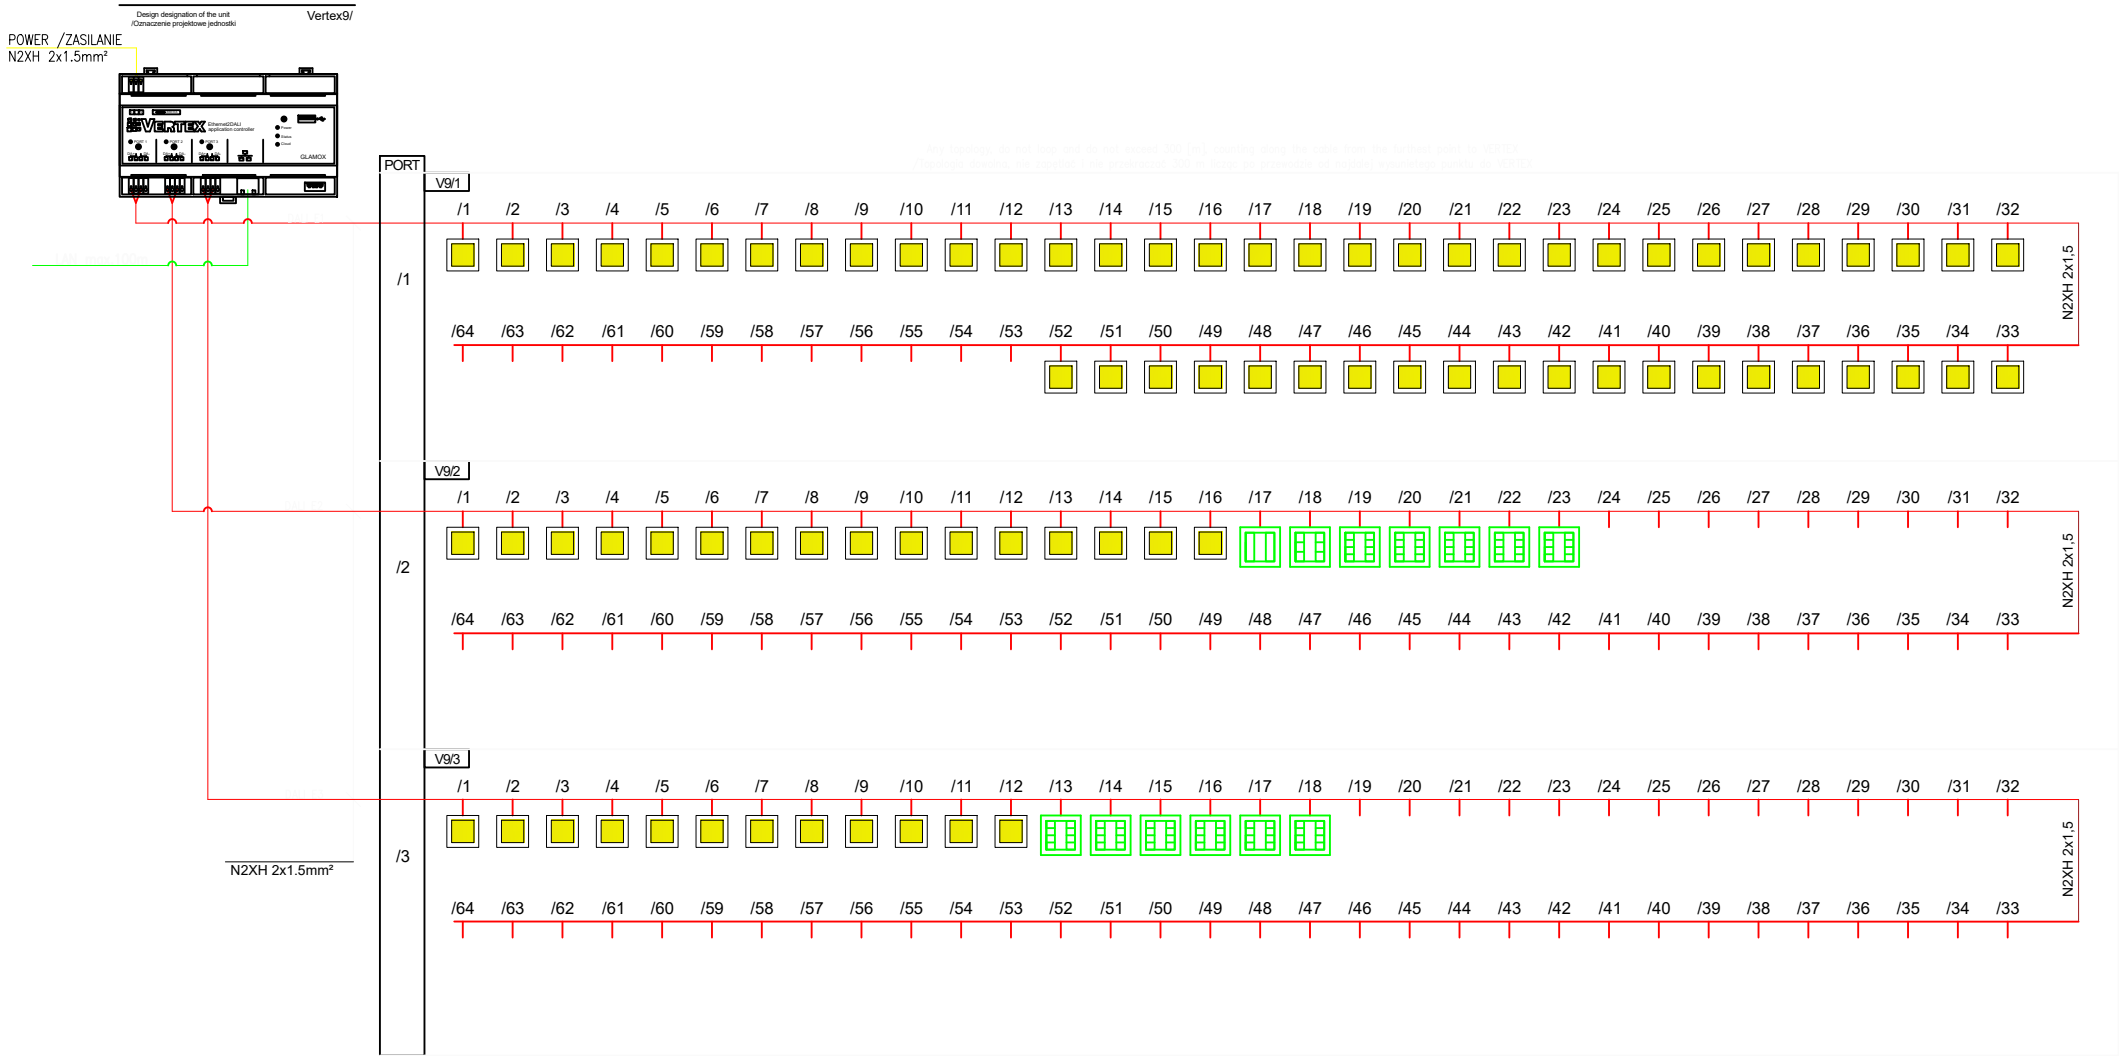 Design designation of the unit
/Oznaczenie projektowe jednostki
Vertex9/
POWER /ZASILANIE
N2XH 2x1.5mm²
VERTEX
Ethernet2DALI
application controller
Power
Status
Cloud
PORT 1
PORT 2
PORT 3
GLAMOX
LAN max.100m
PORT
V9/1
/1 /2 /3 /4 /5 /6 /7 /8 /9 /10 /11 /12 /13 /14 /15 /16 /17 /18 /19 /20 /21 /22 /23 /24 /25 /26 /27 /28 /29 /30 /31 /32
/1
N2XH 2x1,5
/64 /63 /62 /61 /60 /59 /58 /57 /56 /55 /54 /53 /52 /51 /50 /49 /48 /47 /46 /45 /44 /43 /42 /41 /40 /39 /38 /37 /36 /35 /34 /33
V9/2
/1 /2 /3 /4 /5 /6 /7 /8 /9 /10 /11 /12 /13 /14 /15 /16 /17 /18 /19 /20 /21 /22 /23 /24 /25 /26 /27 /28 /29 /30 /31 /32
/2
N2XH 2x1,5
/64 /63 /62 /61 /60 /59 /58 /57 /56 /55 /54 /53 /52 /51 /50 /49 /48 /47 /46 /45 /44 /43 /42 /41 /40 /39 /38 /37 /36 /35 /34 /33
V9/3
/1 /2 /3 /4 /5 /6 /7 /8 /9 /10 /11 /12 /13 /14 /15 /16 /17 /18 /19 /20 /21 /22 /23 /24 /25 /26 /27 /28 /29 /30 /31 /32
/3
N2XH 2x1,5
N2XH 2x1.5mm²
/64 /63 /62 /61 /60 /59 /58 /57 /56 /55 /54 /53 /52 /51 /50 /49 /48 /47 /46 /45 /44 /43 /42 /41 /40 /39 /38 /37 /36 /35 /34 /33